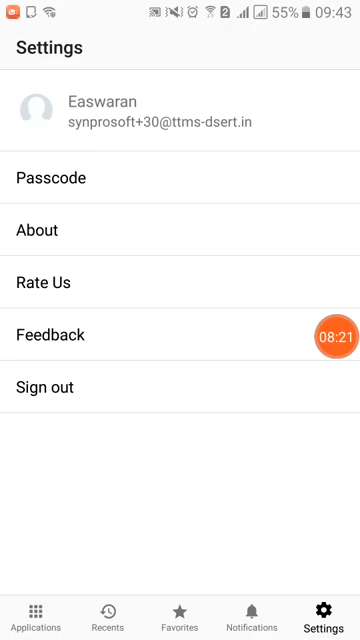 2 55% 09:43
Settings
Easwaran
synprosoft+30@ttms-dsert.in
Passcode
About
Rate Us
Feedback
08:21
Sign out
Applications Recents Favorites Notifications Settings